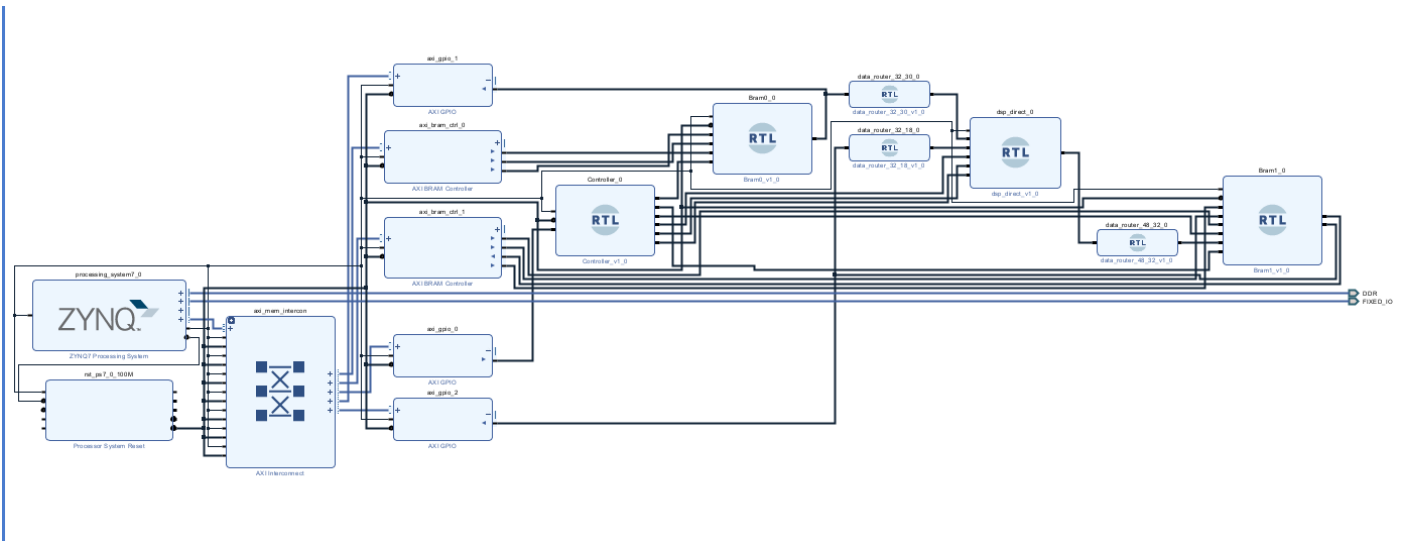 axi_gpio_1
AXI GPIO
axi_bram_ctrl_0
AXI BRAM Controller
axi_bram_ctrl_1
AXI BRAM Controller
Controller_0
RTL
Controller_v1_0
Bram0_0
RTL
Bram0_v1_0
data_router_32_30_0
RTL
data_router_32_30_v1_0
data_router_32_18_0
RTL
data_router_32_18_v1_0
dsp_direct_0
RTL
dsp_direct_v1_0
Bram1_0
RTL
Bram1_v1_0
data_router_48_32_0
RTL
data_router_48_32_v1_0
processing_system7_0
ZYNQ
ZYNQ7 Processing System
DDR
FIXED_IO
axi_mem_intercon
AXI Interconnect
rst_ps7_0_100M
Processor System Reset
axi_gpio_0
AXI GPIO
axi_gpio_2
AXI GPIO